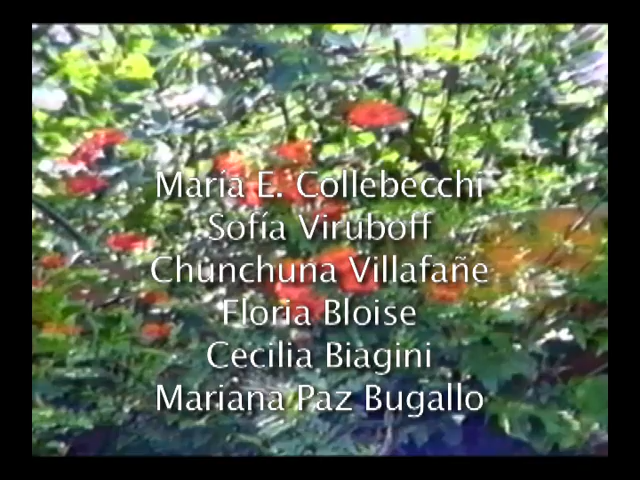 María E. Collebecchi
Sofía Viruboff
Chunchuna Villafañe
Floria Bloise
Cecilia Biagini
Mariana Paz Bugallo